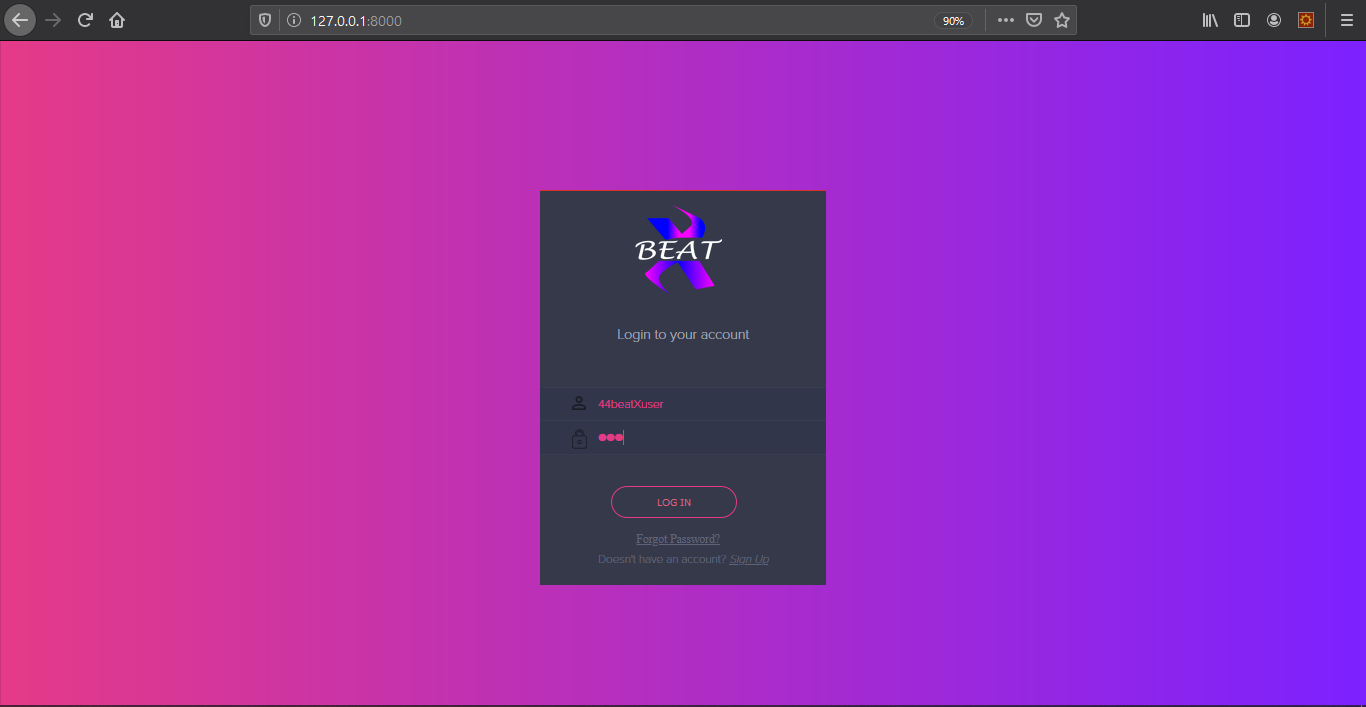 127.0.0.1:8000
90%
BEAT
Login to your account
44beatXuser
LOG IN
Forgot Password?
Doesn't have an account? Sign Up